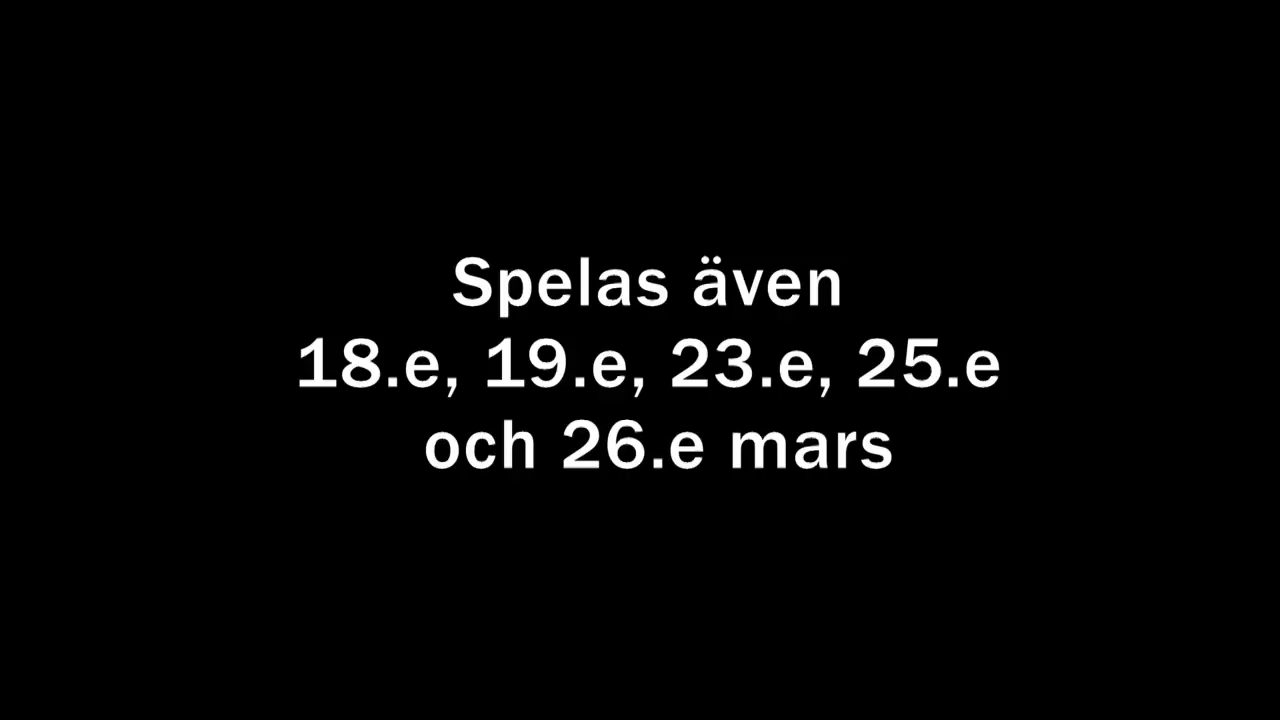 Spelas även
18.e, 19.e, 23.e, 25.e
och 26.e mars